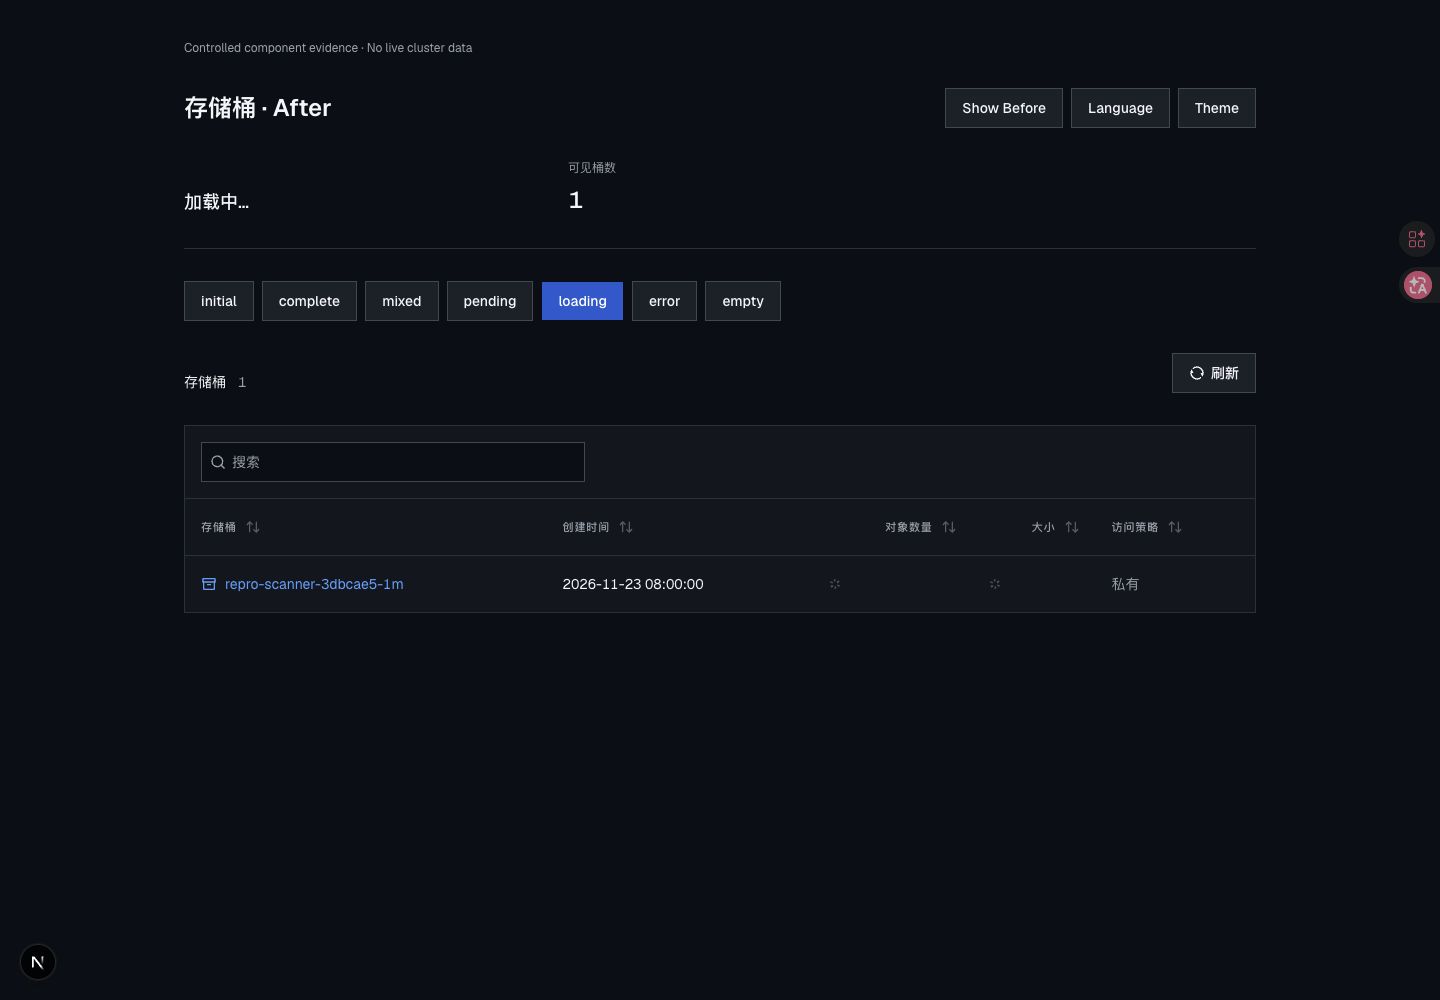 Controlled component evidence · No live cluster data
存储桶 · After
Show Before Language Theme
可见桶数
加载中... 1
initial complete mixed pending loading error empty
存储桶 1
刷新
搜索
存储桶 创建时间 对象数量 大小 访问策略
repro-scanner-3dbcae5-1m 2026-11-23 08:00:00 私有
N